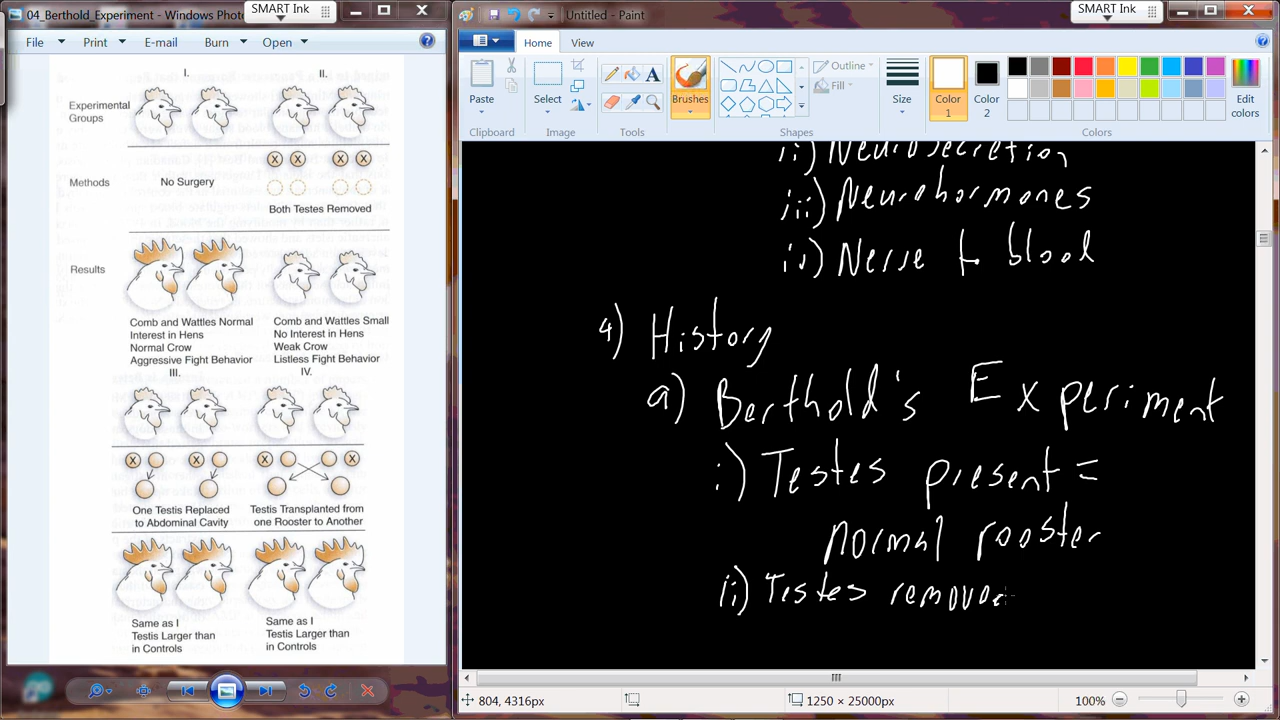 04_Berthold_Experiment - Windows Photo
SMART Ink
File Print E-mail Burn Open
I. II.
Experimental
Groups
Methods
No Surgery
X X X X
Both Testes Removed
Results
Comb and Wattles Normal
Interest in Hens
Normal Crow
Aggressive Fight Behavior
Comb and Wattles Small
No Interest in Hens
Weak Crow
Listless Fight Behavior
III. IV.
X X X X
One Testis Replaced
to Abdominal Cavity
Testis Transplanted from
one Rooster to Another
Same as I
Testis Larger than
in Controls
Same as I
Testis Larger than
in Controls
Untitled - Paint
SMART Ink
Home View
Paste
Select
Brushes
Outline
Fill
Size
Color
1
Color
2
Edit
colors
Clipboard Image Tools Shapes Colors
ii) Neurosecretion
iii) Neurohormones
iv) Nerve to blood
4) History
a) Berthold's Experiment
i) Testes present =
normal rooster
ii) Testes remove
804, 4316px
1250 × 25000px
100%